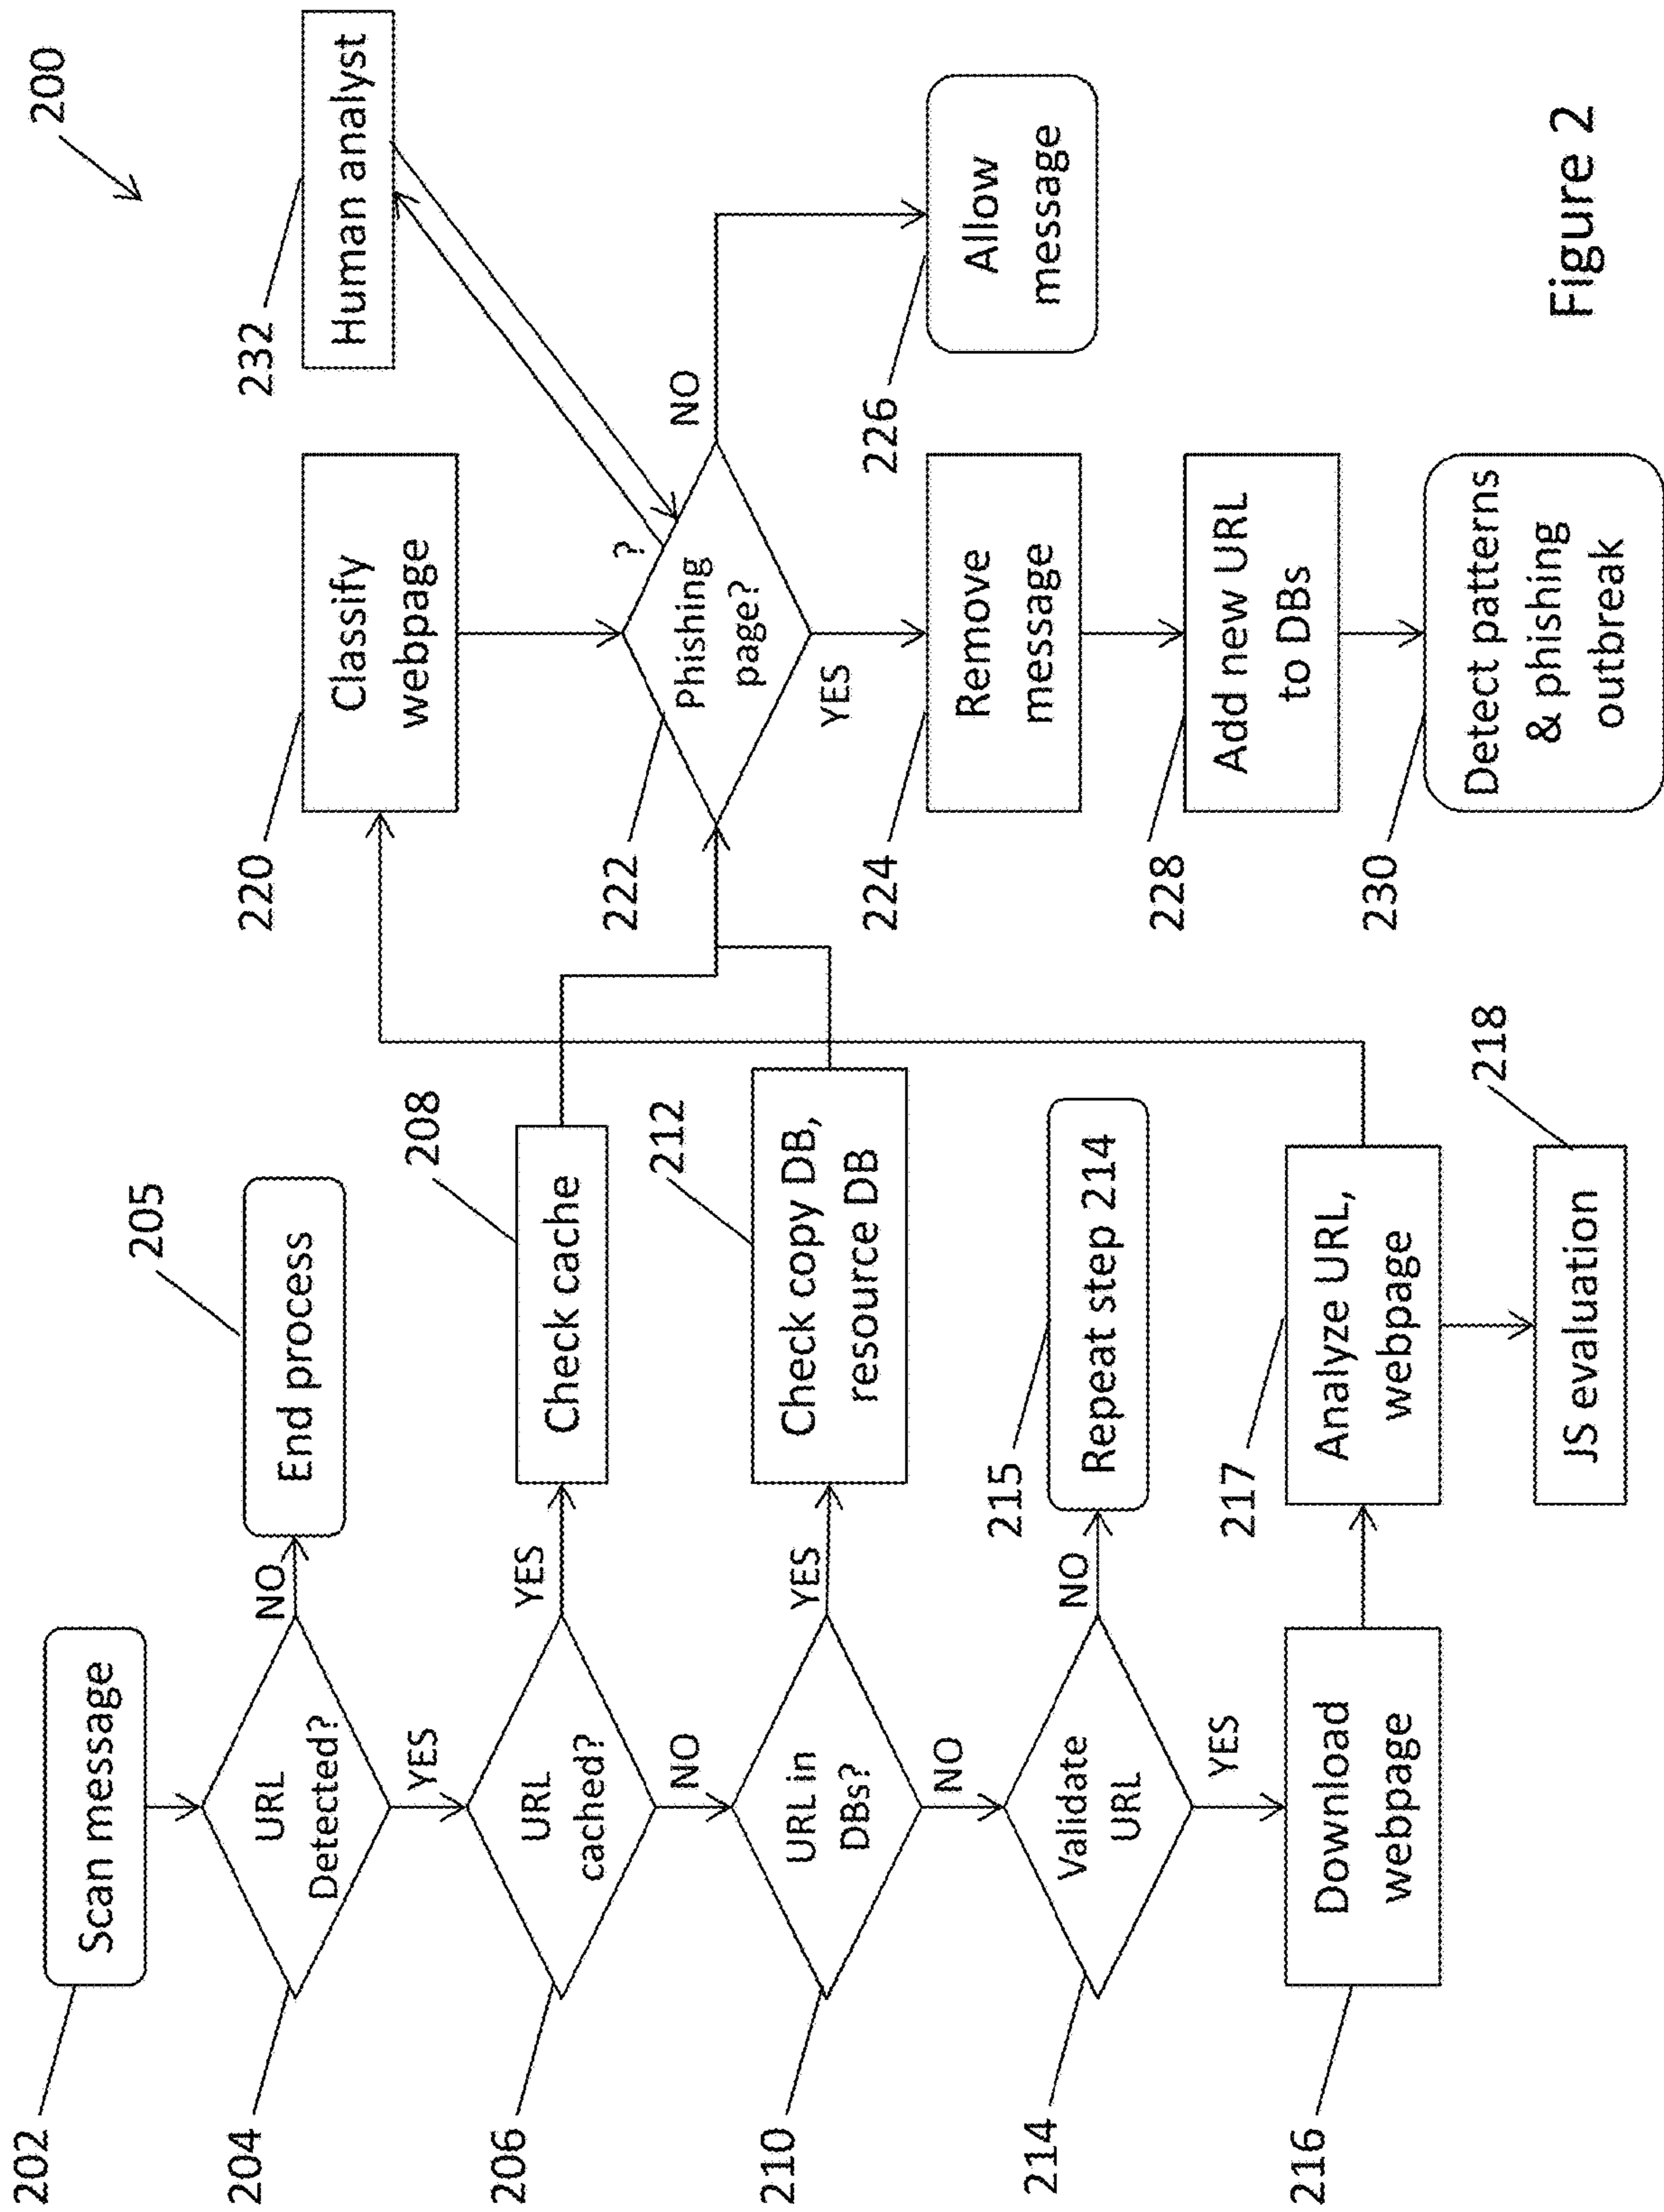 200
202
Scan message
204
URL
Detected?
NO
205
End process
YES
206
URL
cached?
YES
208
Check cache
NO
210
URL in
DBs?
YES
212
Check copy DB,
resource DB
NO
214
Validate
URL
NO
215
Repeat step 214
YES
216
Download
webpage
217
Analyze URL,
webpage
218
JS evaluation
220
Classify
webpage
222
Phishing
page?
?
232
Human analyst
NO
226
Allow
message
YES
224
Remove
message
228
Add new URL
to DBs
230
Detect patterns
& phishing
outbreak
Figure 2